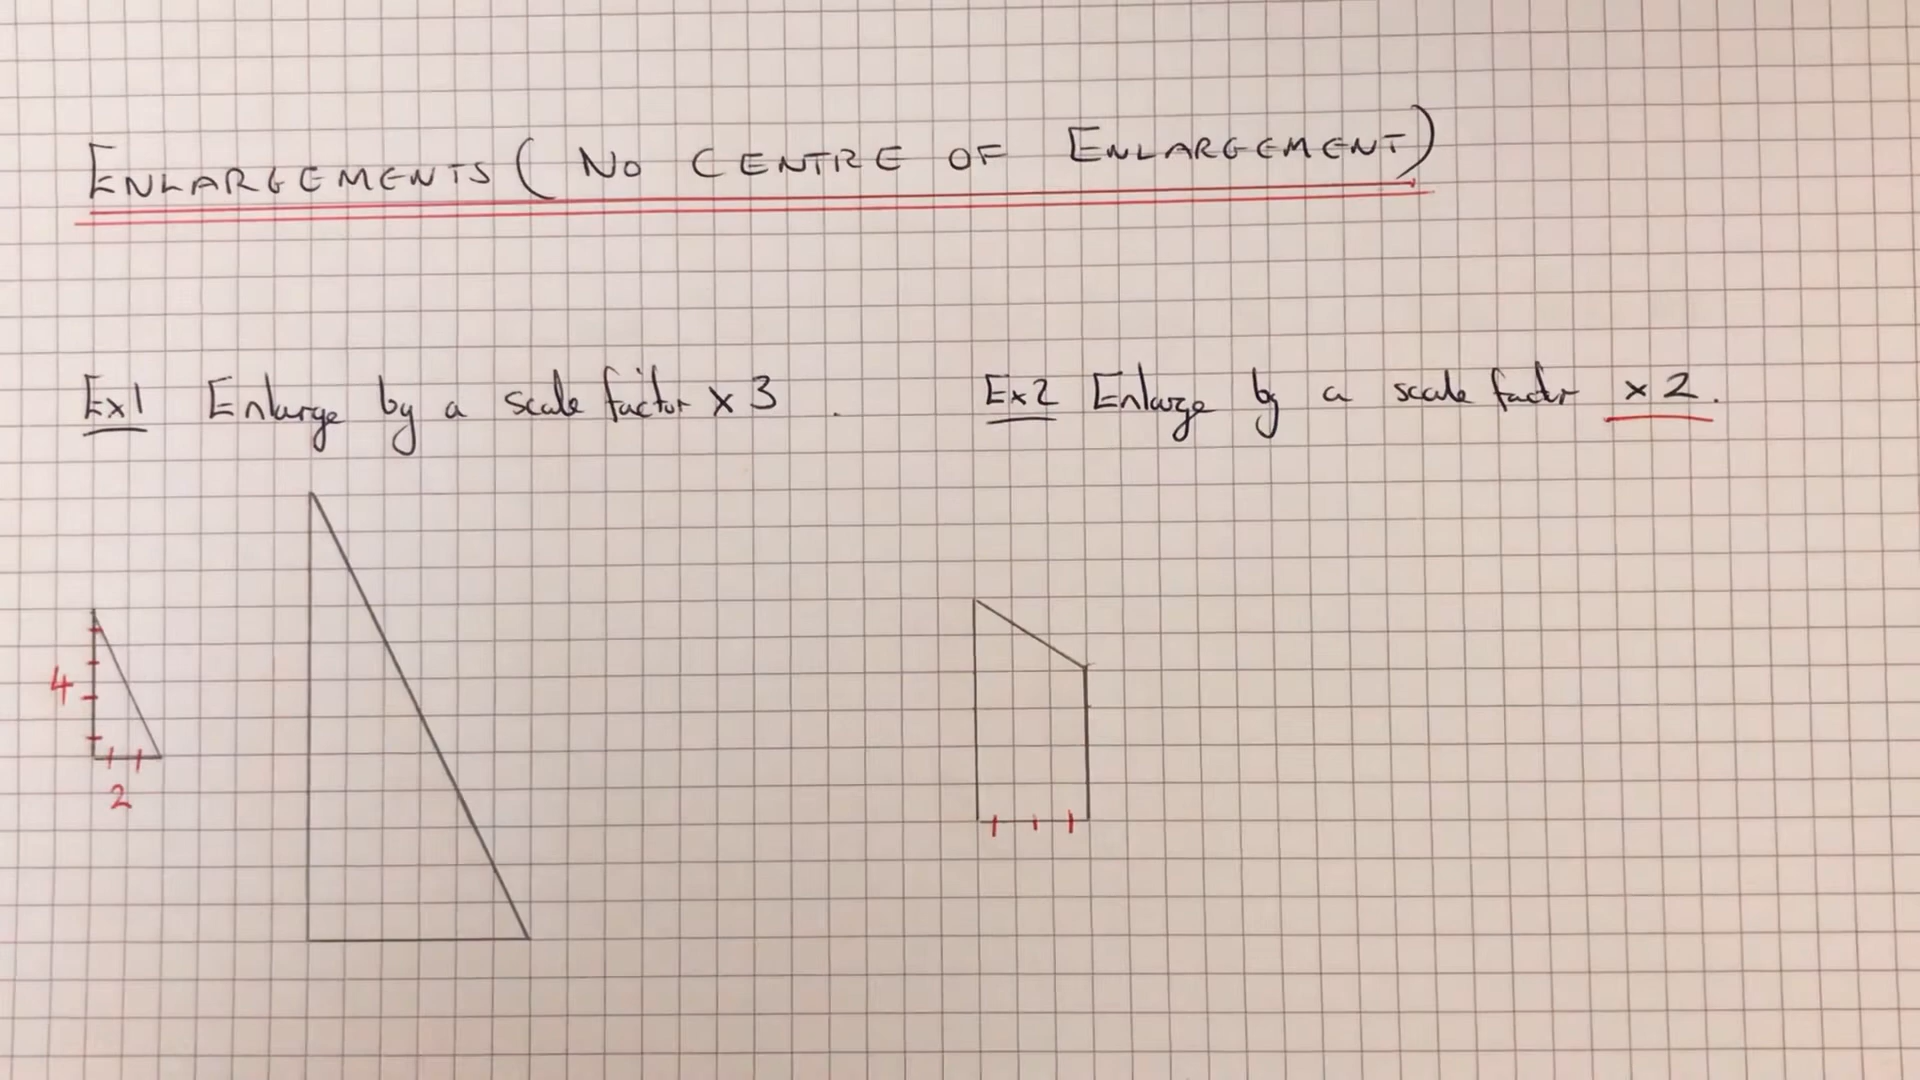 ENLARGEMENTS (NO CENTRE OF ENLARGEMENT)
Ex1 Enlarge by a scale factor x 3.
Ex2 Enlarge by a scale factor x 2.
4
2